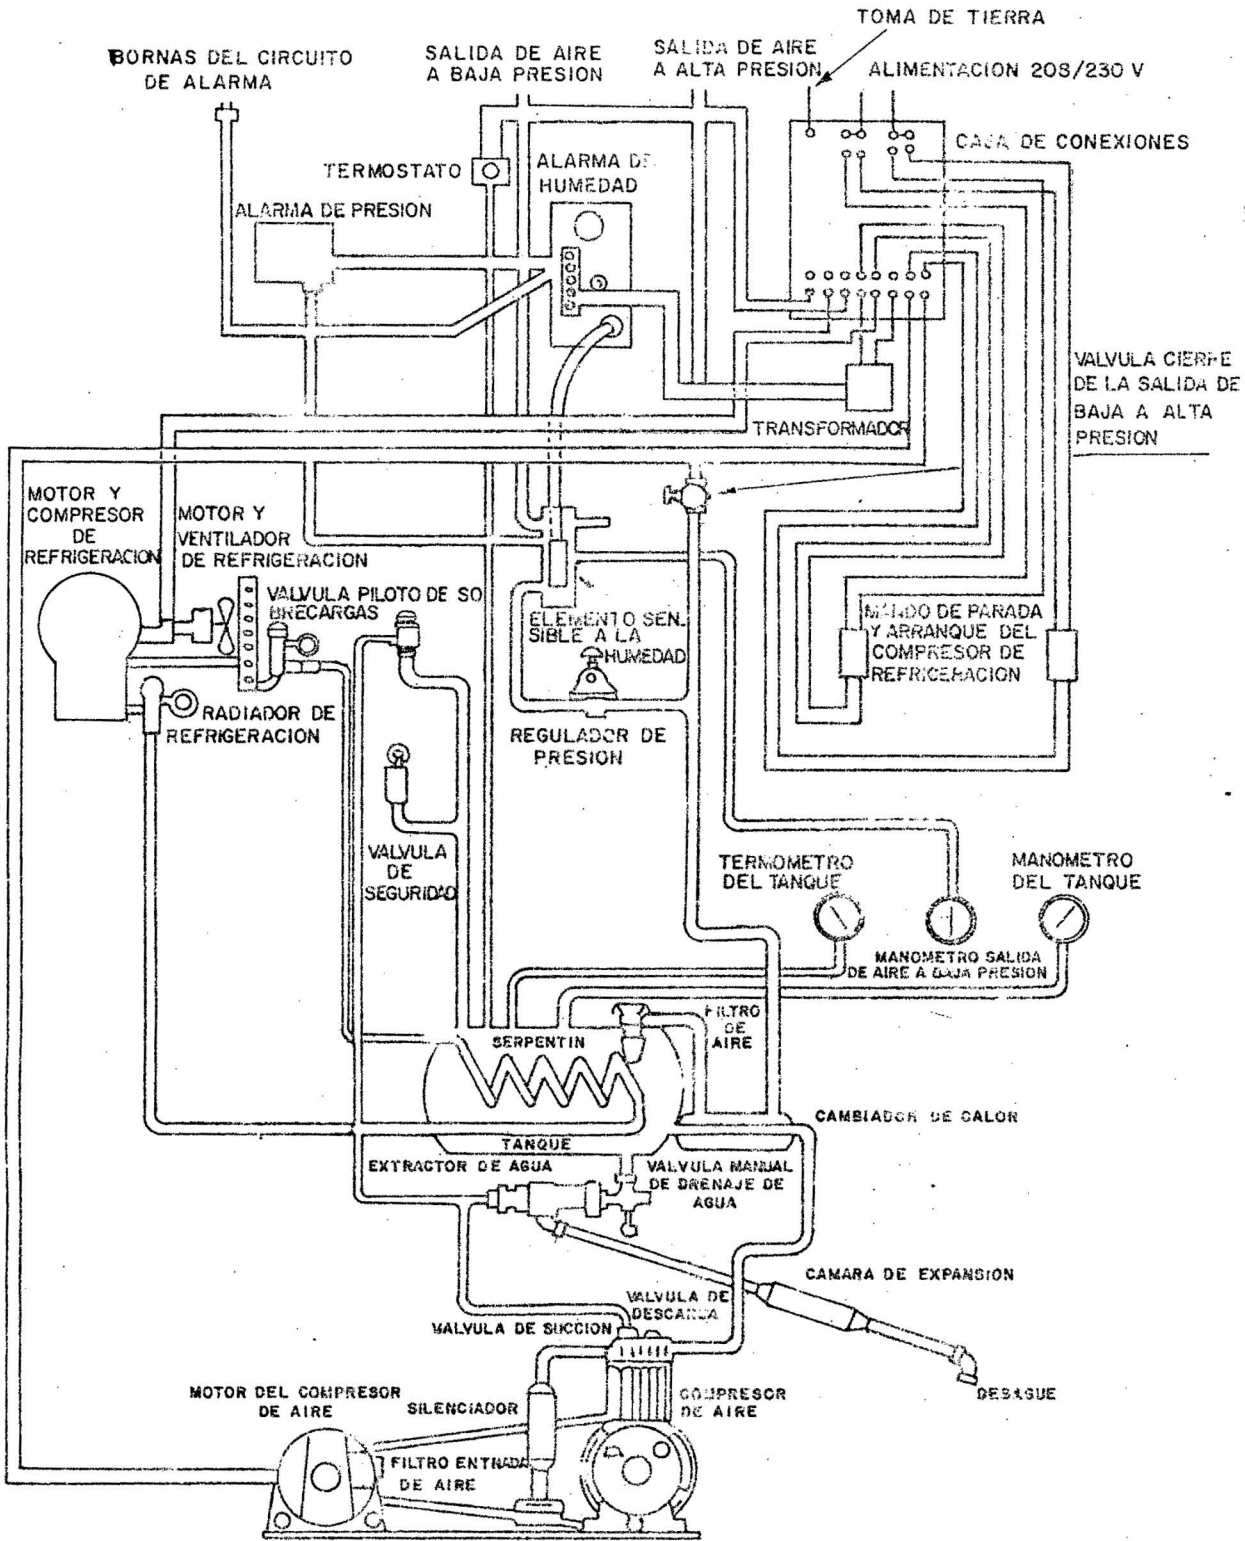 TOMA DE TIERRA
BORNAS DEL CIRCUITO
DE ALARMA
SALIDA DE AIRE
A BAJA PRESION
SALIDA DE AIRE
A ALTA PRESION
ALIMENTACION 208/230 V
CAJA DE CONEXIONES
TERMOSTATO
ALARMA DE
HUMEDAD
ALARMA DE PRESION
VALVULA CIERRE
DE LA SALIDA DE
BAJA A ALTA
PRESION
TRANSFORMADOR
MOTOR Y
COMPRESOR
DE
REFRIGERACION
MOTOR Y
VENTILADOR
DE REFRIGERACION
VALVULA PILOTO DE SO
BRECARGAS
ELEMENTO SEN.
SIBLE A LA
HUMEDAD
MANDO DE PARADA
Y ARRANQUE DEL
COMPRESOR DE
REFRIGERACION
RADIADOR DE
REFRIGERACION
REGULADOR DE
PRESION
VALVULA
DE
SEGURIDAD
TERMOMETRO
DEL TANQUE
MANOMETRO
DEL TANQUE
MANOMETRO SALIDA
DE AIRE A BAJA PRESION
FILTRO
DE
AIRE
SERPENTIN
CAMBIADOR DE CALOR
TANQUE
EXTRACTOR DE AGUA
VALVULA MANUAL
DE DRENAJE DE
AGUA
CAMARA DE EXPANSION
VALVULA DE
DESCARGA
VALVULA DE SUCCION
MOTOR DEL COMPRESOR
DE AIRE
SILENCIADOR
COMPRESOR
DE AIRE
DESAGUE
FILTRO ENTRADA
DE AIRE